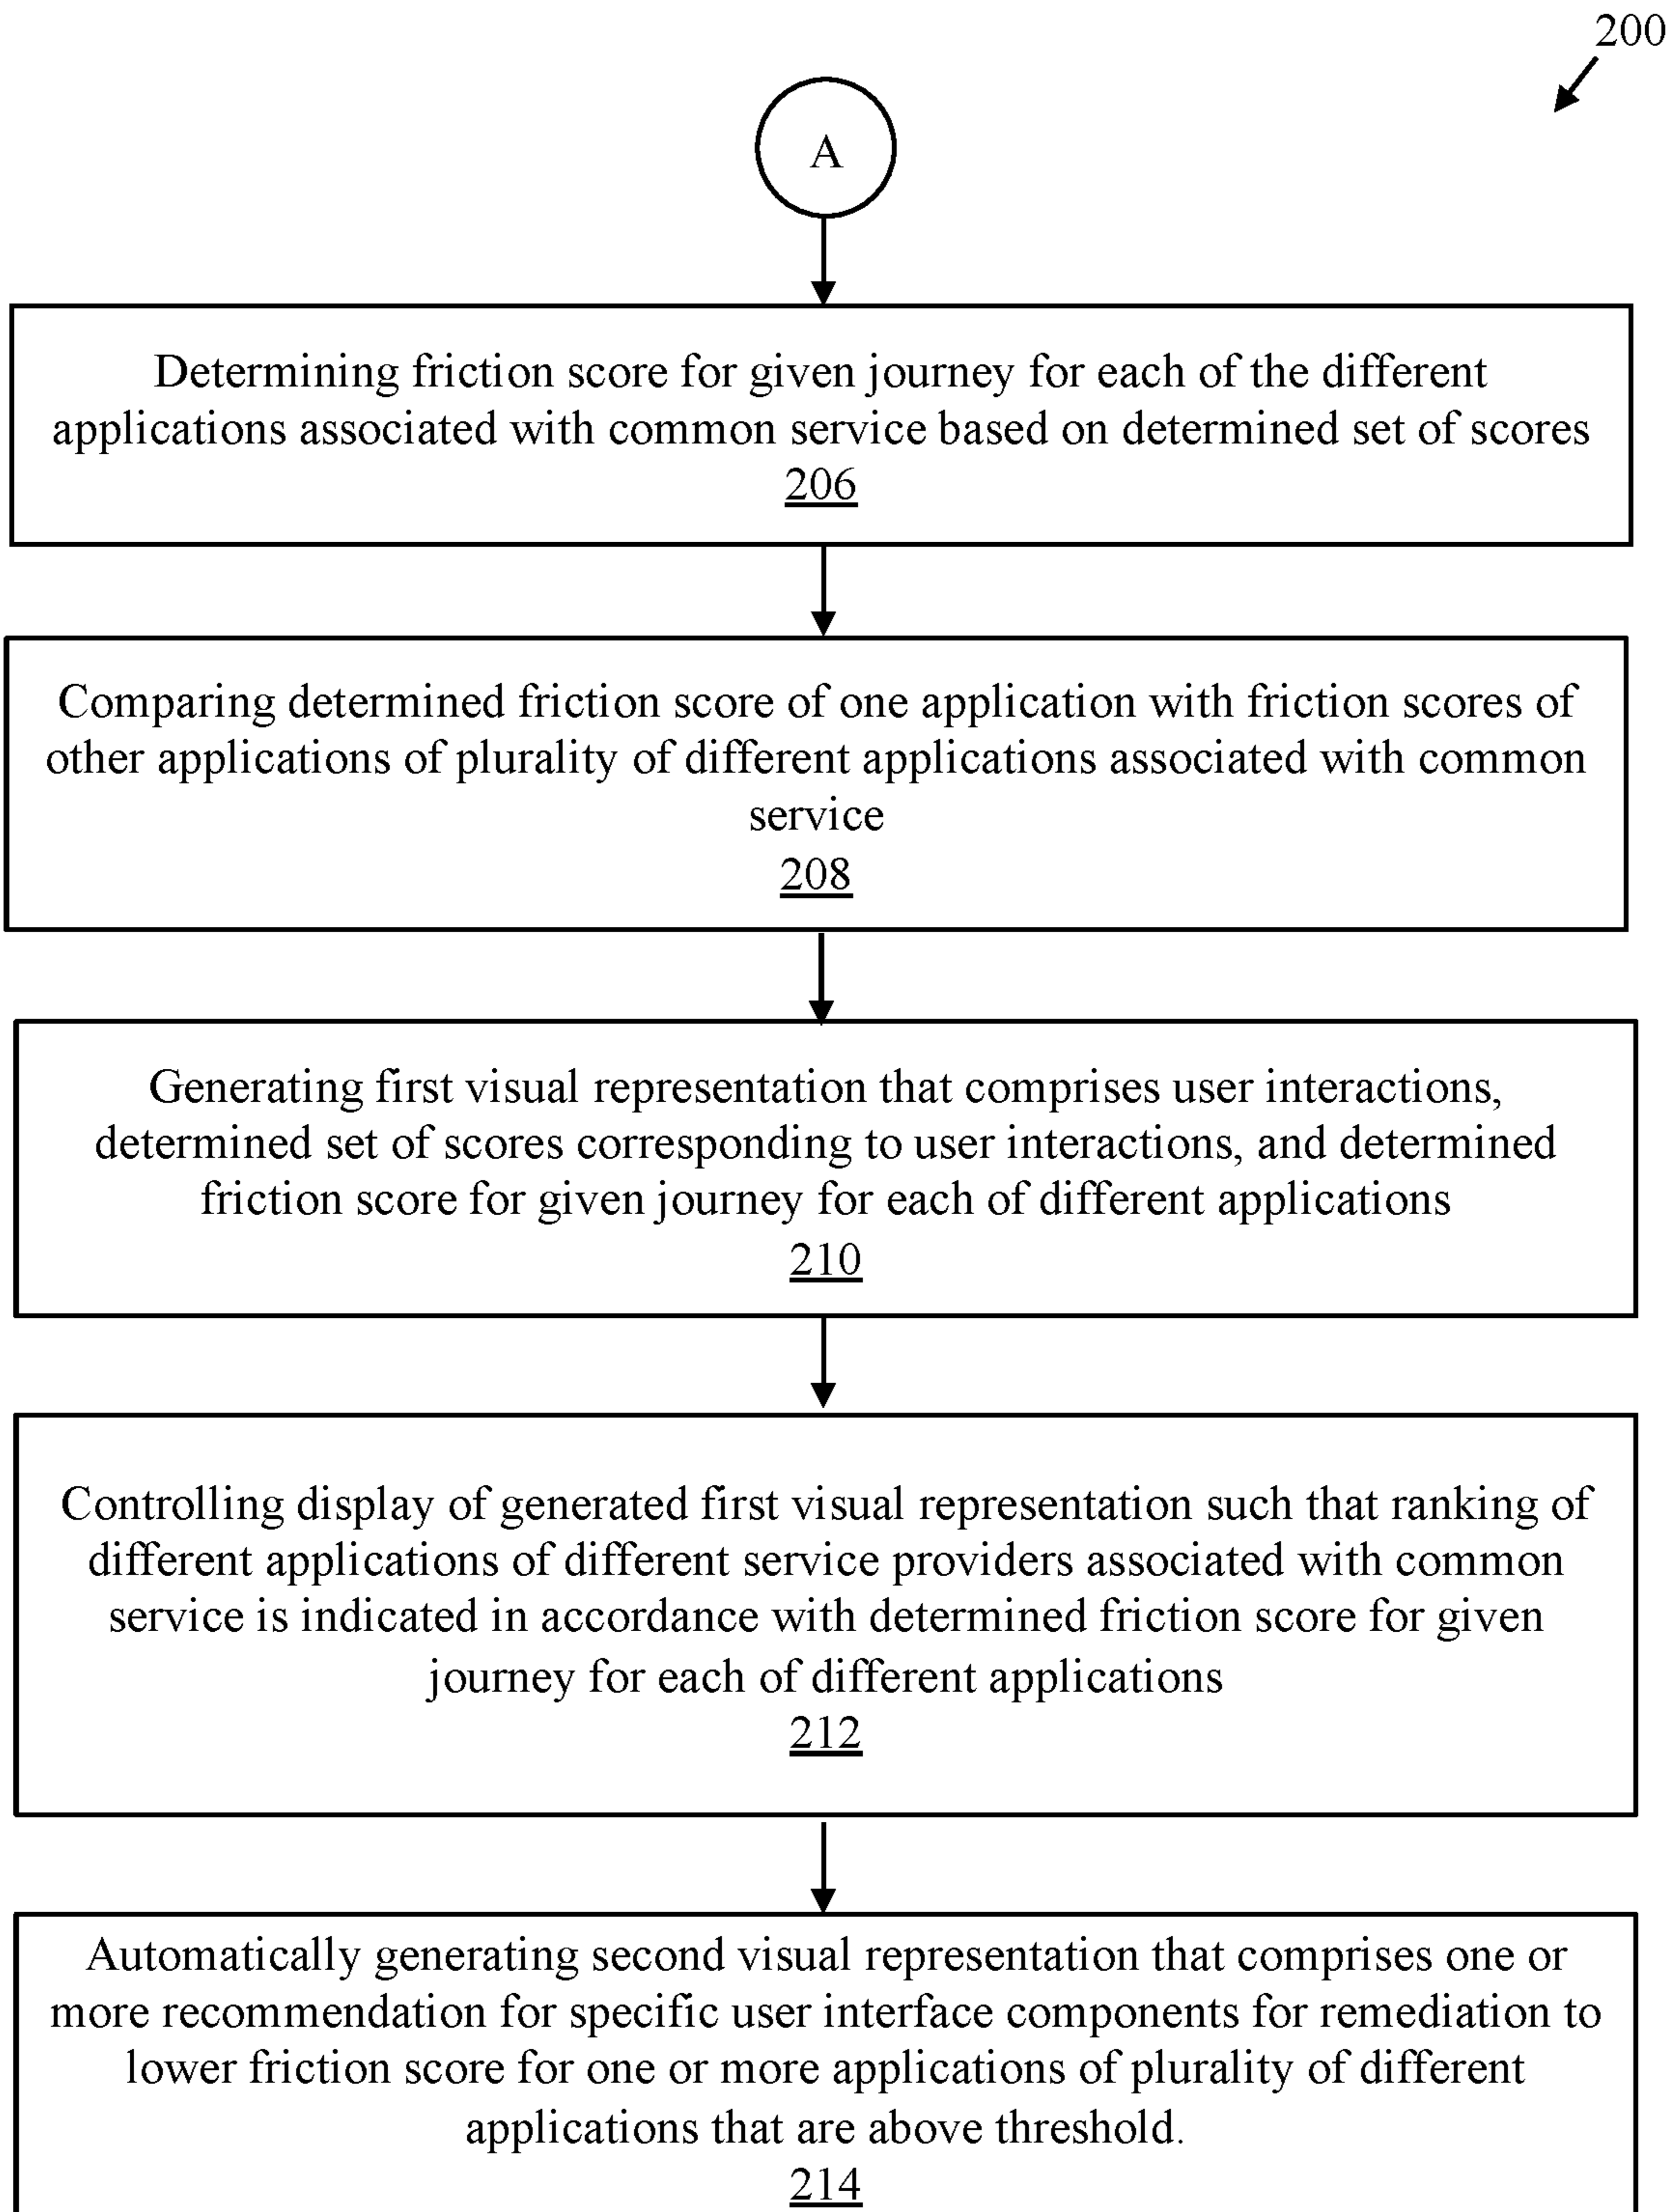 200
A
Determining friction score for given journey for each of the different
applications associated with common service based on determined set of scores
206
Comparing determined friction score of one application with friction scores of
other applications of plurality of different applications associated with common
service
208
Generating first visual representation that comprises user interactions,
determined set of scores corresponding to user interactions, and determined
friction score for given journey for each of different applications
210
Controlling display of generated first visual representation such that ranking of
different applications of different service providers associated with common
service is indicated in accordance with determined friction score for given
journey for each of different applications
212
Automatically generating second visual representation that comprises one or
more recommendation for specific user interface components for remediation to
lower friction score for one or more applications of plurality of different
applications that are above threshold.
214